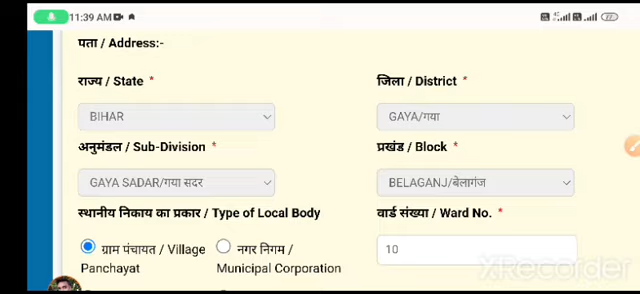 11:39 AM
77
पता / Address:-
राज्य / State * जिला / District *
BIHAR GAYA/गया
अनुमंडल / Sub-Division * प्रखंड / Block *
GAYA SADAR/गया सदर BELAGANJ/बेलागंज
स्थानीय निकाय का प्रकार / Type of Local Body वार्ड संख्या / Ward No. *
ग्राम पंचायत / Village नगर निगम / 10
Panchayat Municipal Corporation
XRecorder